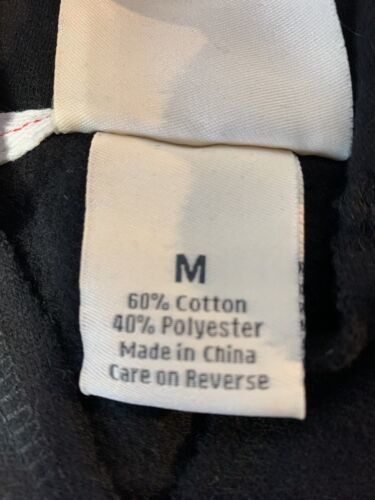 M
60% Cotton
40% Polyester
Made in China
Care on Reverse